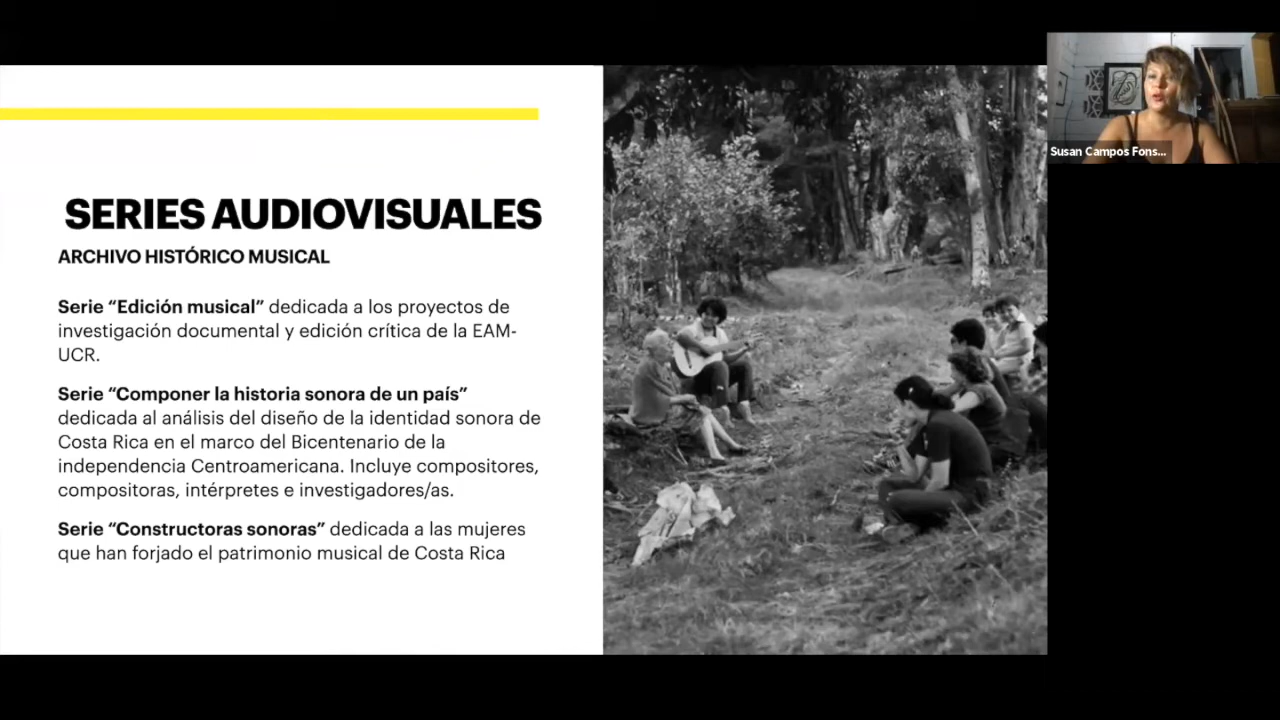 SERIES AUDIOVISUALES
ARCHIVO HISTÓRICO MUSICAL
Serie “Edición musical” dedicada a los proyectos de
investigación documental y edición crítica de la EAM-
UCR.
Serie “Componer la historia sonora de un país”
dedicada al análisis del diseño de la identidad sonora de
Costa Rica en el marco del Bicentenario de la
independencia Centroamericana. Incluye compositores,
compositoras, intérpretes e investigadores/as.
Serie “Constructoras sonoras” dedicada a las mujeres
que han forjado el patrimonio musical de Costa Rica
Susan Campos Fons...